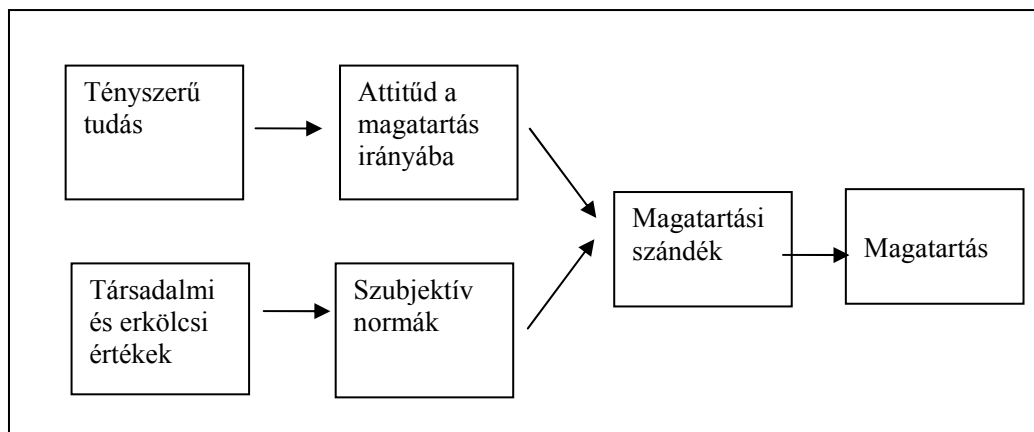 Tényszerű
tudás
Attitűd a
magatartás
irányába
Magatartási
szándék
Magatartás
Társadalmi
és erkölcsi
értékek
Szubjektív
normák